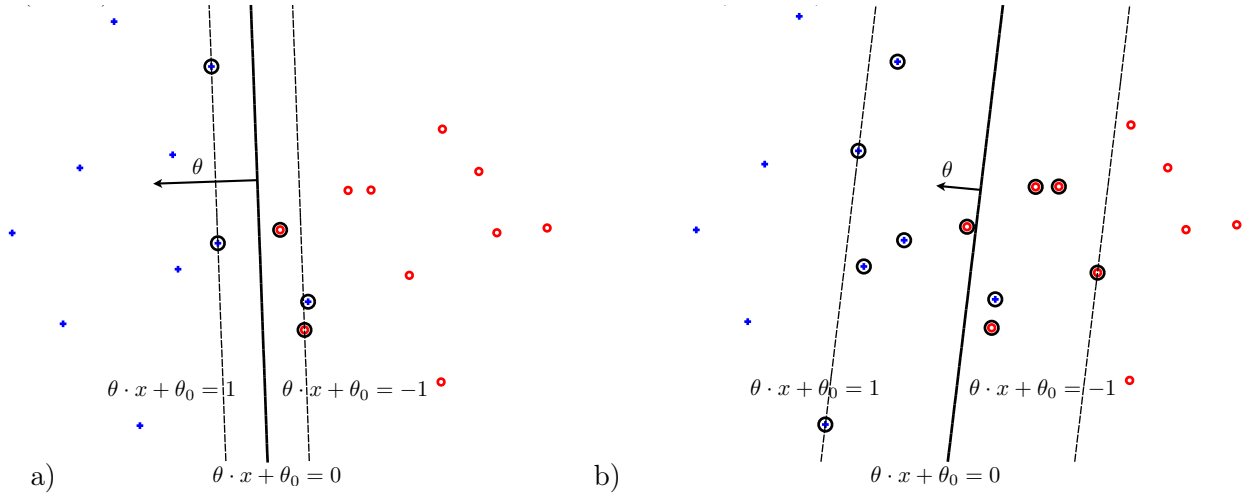 θ
θ · x + θ₀ = 1
θ · x + θ₀ = −1
θ · x + θ₀ = 0
a)
θ
θ · x + θ₀ = 1
θ · x + θ₀ = −1
θ · x + θ₀ = 0
b)